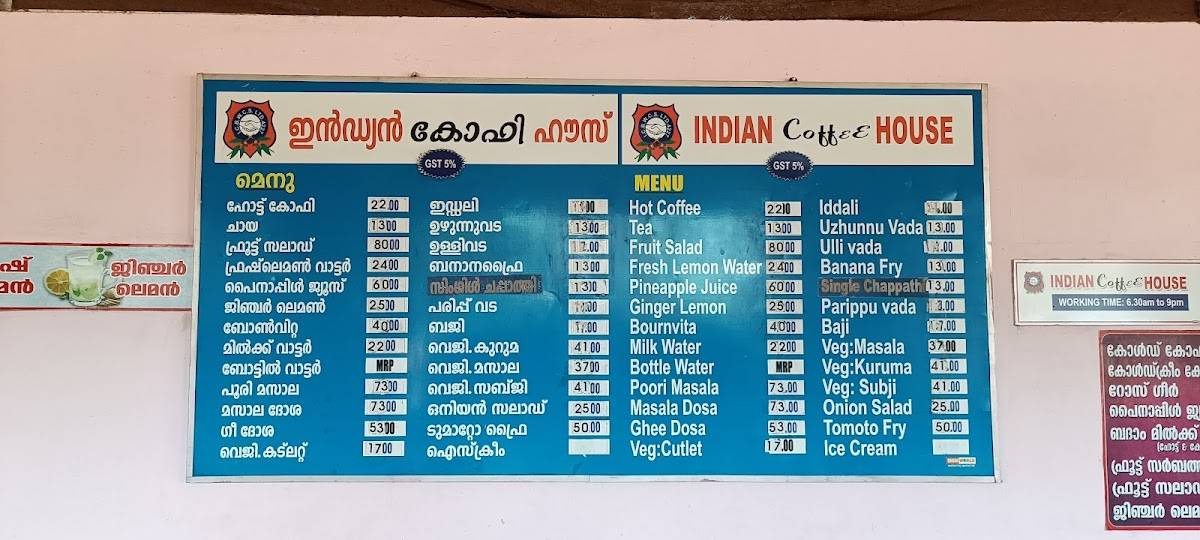 ഇൻഡ്യൻ കോഫി ഹൗസ്
GST 5%
മെനു
ഹോട്ട് കോഫി 22.00
ചായ 13.00
ഫ്രൂട്ട് സലാഡ് 80.00
ഫ്രഷ്‌ലെമൺ വാട്ടർ 24.00
പൈനാപ്പിൾ ജ്യൂസ് 60.00
ജിഞ്ചർ ലെമൺ 25.00
ബോൺവിറ്റ 40.00
മിൽക്ക് വാട്ടർ 22.00
ബോട്ടിൽ വാട്ടർ MRP
പൂരി മസാല 73.00
മസാല ദോശ 73.00
ഗീ ദോശ 53.00
വെജി.കട്‌ലറ്റ് 17.00
ഇഡ്ഡലി
ഉഴുന്നുവട 13.00
ഉള്ളിവട
ബനാനഫ്രൈ 13.00
13.00
പരിപ്പ് വട
ബജി
വെജി.കുറുമ 41.00
വെജി.മസാല 37.00
വെജി.സബ്ജി 41.00
ഒനിയൻ സലാഡ് 25.00
ടുമാറ്റോ ഫ്രൈ 50.00
ഐസ്ക്രീം
INDIAN Coffee HOUSE
GST 5%
MENU
Hot Coffee 22.00
Tea 13.00
Fruit Salad 80.00
Fresh Lemon Water 24.00
Pineapple Juice 60.00
Ginger Lemon 25.00
Bournvita 40.00
Milk Water 22.00
Bottle Water MRP
Poori Masala 73.00
Masala Dosa 73.00
Ghee Dosa 53.00
Veg:Cutlet 17.00
Iddali
Uzhunnu Vada 13.00
Ulli vada
Banana Fry 13.00
Single Chappathi 13.00
Parippu vada
Baji
Veg:Masala 37.00
Veg:Kuruma 41.00
Veg: Subji 41.00
Onion Salad 25.00
Tomoto Fry 50.00
Ice Cream
ജിഞ്ചർ
ലെമൺ
INDIAN Coffee HOUSE
WORKING TIME: 6.30am to 9pm
കോൾഡ്
കോൾഡ്ക്രീം
റോസ് ഗീർ
പൈനാപ്പിൾ
ബദാം മിൽക്ക്
ഫ്രൂട്ട്
ഫ്രൂട്ട്
ജിഞ്ചർ